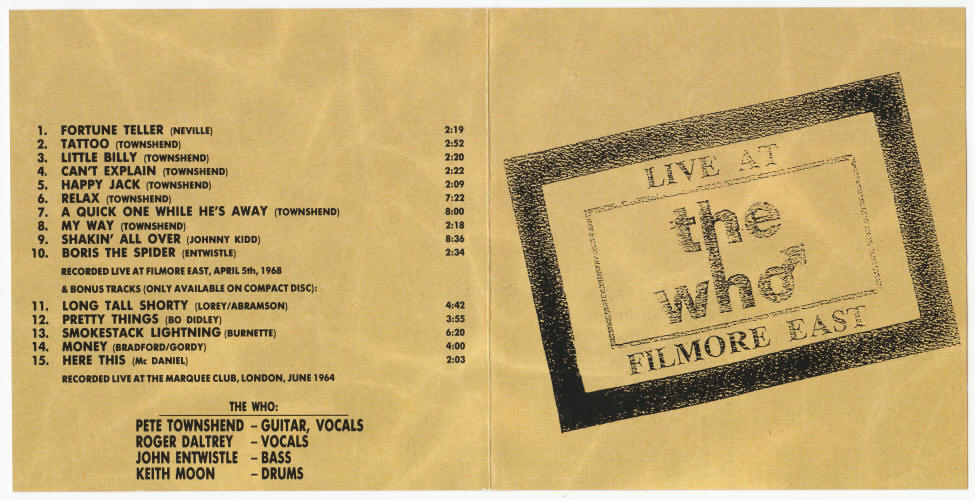 1. FORTUNE TELLER (NEVILLE) 2:19
2. TATTOO (TOWNSHEND) 2:52
3. LITTLE BILLY (TOWNSHEND) 2:20
4. CAN'T EXPLAIN (TOWNSHEND) 2:22
5. HAPPY JACK (TOWNSHEND) 2:09
6. RELAX (TOWNSHEND) 7:22
7. A QUICK ONE WHILE HE'S AWAY (TOWNSHEND) 8:00
8. MY WAY (TOWNSHEND) 2:18
9. SHAKIN' ALL OVER (JOHNNY KIDD) 8:36
10. BORIS THE SPIDER (ENTWISTLE) 2:34
RECORDED LIVE AT FILMORE EAST, APRIL 5th, 1968
& BONUS TRACKS (ONLY AVAILABLE ON COMPACT DISC):
11. LONG TALL SHORTY (LOREY/ABRAMSON) 4:42
12. PRETTY THINGS (BO DIDLEY) 3:55
13. SMOKESTACK LIGHTNING (BURNETTE) 6:20
14. MONEY (BRADFORD/GORDY) 4:00
15. HERE THIS (Mc DANIEL) 2:03
RECORDED LIVE AT THE MARQUEE CLUB, LONDON, JUNE 1964
THE WHO:
PETE TOWNSHEND – GUITAR, VOCALS
ROGER DALTREY – VOCALS
JOHN ENTWISTLE – BASS
KEITH MOON – DRUMS
LIVE AT
the
who
FILMORE EAST